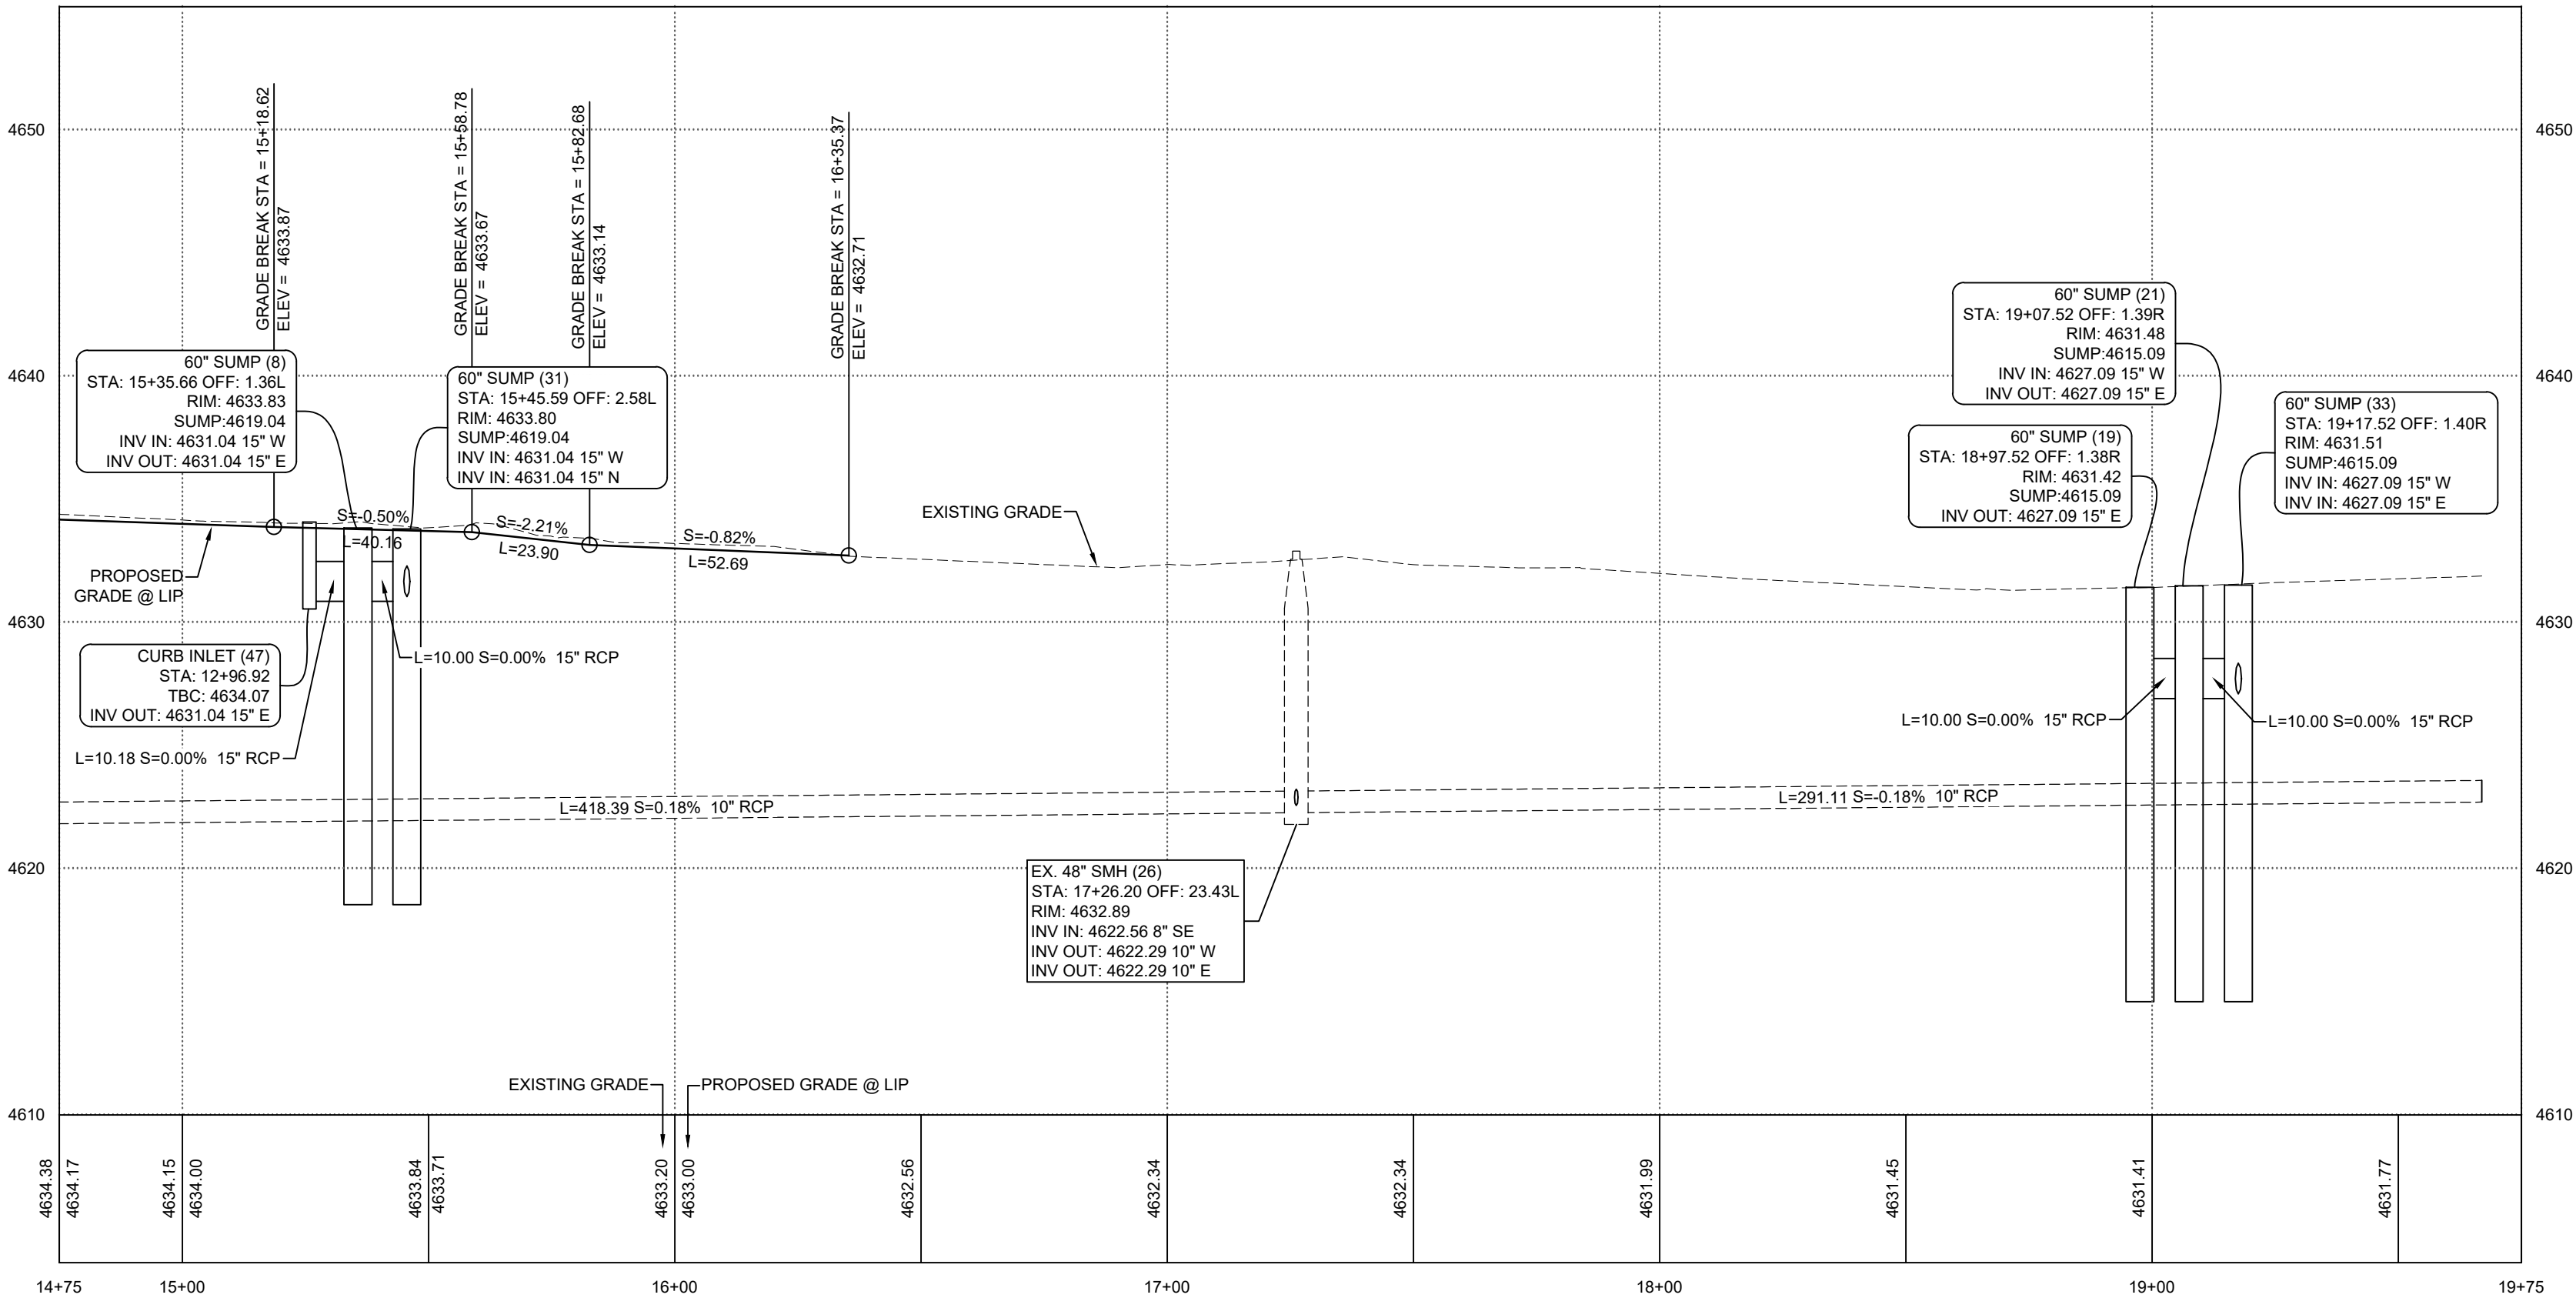 GRADE BREAK STA = 15+18.62
ELEV = 4633.87
GRADE BREAK STA = 15+58.78
ELEV = 4633.67
GRADE BREAK STA = 15+82.68
ELEV = 4633.14
GRADE BREAK STA = 16+35.37
ELEV = 4632.71
4650
4650
4640
4640
4630
4630
4620
4620
4610
4610
60" SUMP (8)
STA: 15+35.66 OFF: 1.36L
RIM: 4633.83
SUMP:4619.04
INV IN: 4631.04 15" W
INV OUT: 4631.04 15" E
60" SUMP (31)
STA: 15+45.59 OFF: 2.58L
RIM: 4633.80
SUMP:4619.04
INV IN: 4631.04 15" W
INV IN: 4631.04 15" N
60" SUMP (21)
STA: 19+07.52 OFF: 1.39R
RIM: 4631.48
SUMP:4615.09
INV IN: 4627.09 15" W
INV OUT: 4627.09 15" E
60" SUMP (33)
STA: 19+17.52 OFF: 1.40R
RIM: 4631.51
SUMP:4615.09
INV IN: 4627.09 15" W
INV IN: 4627.09 15" E
60" SUMP (19)
STA: 18+97.52 OFF: 1.38R
RIM: 4631.42
SUMP:4615.09
INV OUT: 4627.09 15" E
S=-0.50%
L=40.16
S=-2.21%
L=23.90
S=-0.82%
L=52.69
EXISTING GRADE
PROPOSED
GRADE @ LIP
CURB INLET (47)
STA: 12+96.92
TBC: 4634.07
INV OUT: 4631.04 15" E
L=10.00 S=0.00% 15" RCP
L=10.18 S=0.00% 15" RCP
L=10.00 S=0.00% 15" RCP
L=10.00 S=0.00% 15" RCP
L=418.39 S=0.18% 10" RCP
L=291.11 S=-0.18% 10" RCP
EX. 48" SMH (26)
STA: 17+26.20 OFF: 23.43L
RIM: 4632.89
INV IN: 4622.56 8" SE
INV OUT: 4622.29 10" W
INV OUT: 4622.29 10" E
EXISTING GRADE
PROPOSED GRADE @ LIP
4634.38
4634.17
4634.15
4634.00
4633.84
4633.71
4633.20
4633.00
4632.56
4632.34
4632.34
4631.99
4631.45
4631.41
4631.77
14+75
15+00
16+00
17+00
18+00
19+00
19+75